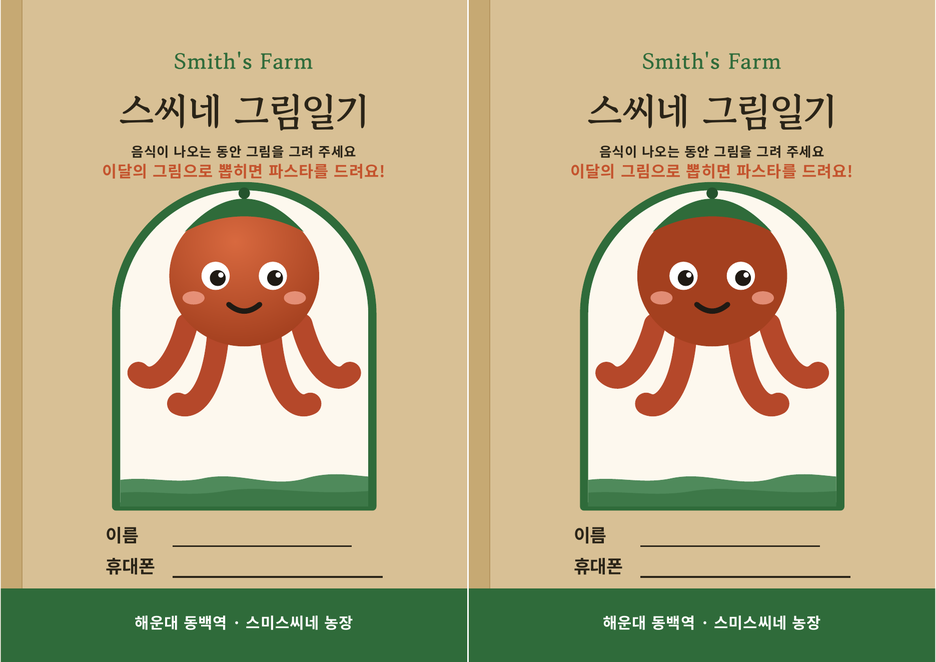 Smith's Farm
스씨네 그림일기
음식이 나오는 동안 그림을 그려 주세요
이달의 그림으로 뽑히면 파스타를 드려요!
이름
휴대폰
해운대 동백역 · 스미스씨네 농장
Smith's Farm
스씨네 그림일기
음식이 나오는 동안 그림을 그려 주세요
이달의 그림으로 뽑히면 파스타를 드려요!
이름
휴대폰
해운대 동백역 · 스미스씨네 농장